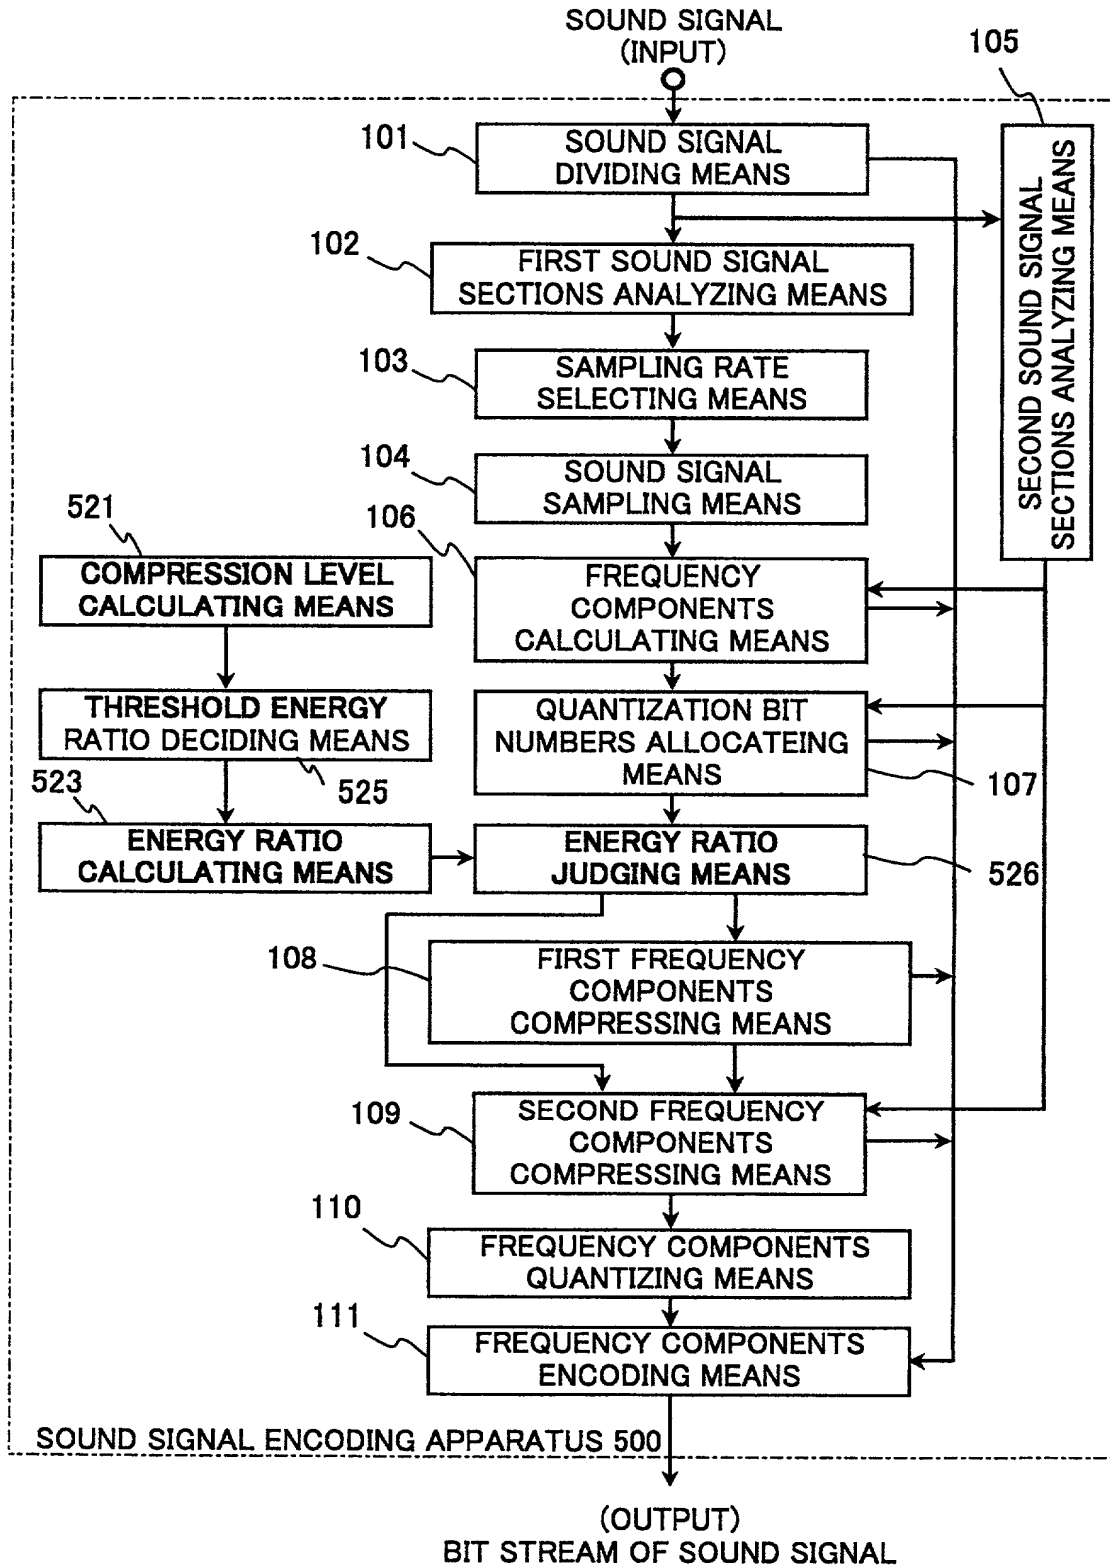 SOUND SIGNAL
(INPUT)
105
101
SOUND SIGNAL
DIVIDING MEANS
SECOND SOUND SIGNAL
SECTIONS ANALYZING MEANS
102
FIRST SOUND SIGNAL
SECTIONS ANALYZING MEANS
103
SAMPLING RATE
SELECTING MEANS
104
SOUND SIGNAL
SAMPLING MEANS
521
106
COMPRESSION LEVEL
CALCULATING MEANS
FREQUENCY
COMPONENTS
CALCULATING MEANS
THRESHOLD ENERGY
RATIO DECIDING MEANS
QUANTIZATION BIT
NUMBERS ALLOCATEING
MEANS
523
525
107
ENERGY RATIO
CALCULATING MEANS
ENERGY RATIO
JUDGING MEANS
526
108
FIRST FREQUENCY
COMPONENTS
COMPRESSING MEANS
109
SECOND FREQUENCY
COMPONENTS
COMPRESSING MEANS
110
FREQUENCY COMPONENTS
QUANTIZING MEANS
111
FREQUENCY COMPONENTS
ENCODING MEANS
SOUND SIGNAL ENCODING APPARATUS 500
(OUTPUT)
BIT STREAM OF SOUND SIGNAL